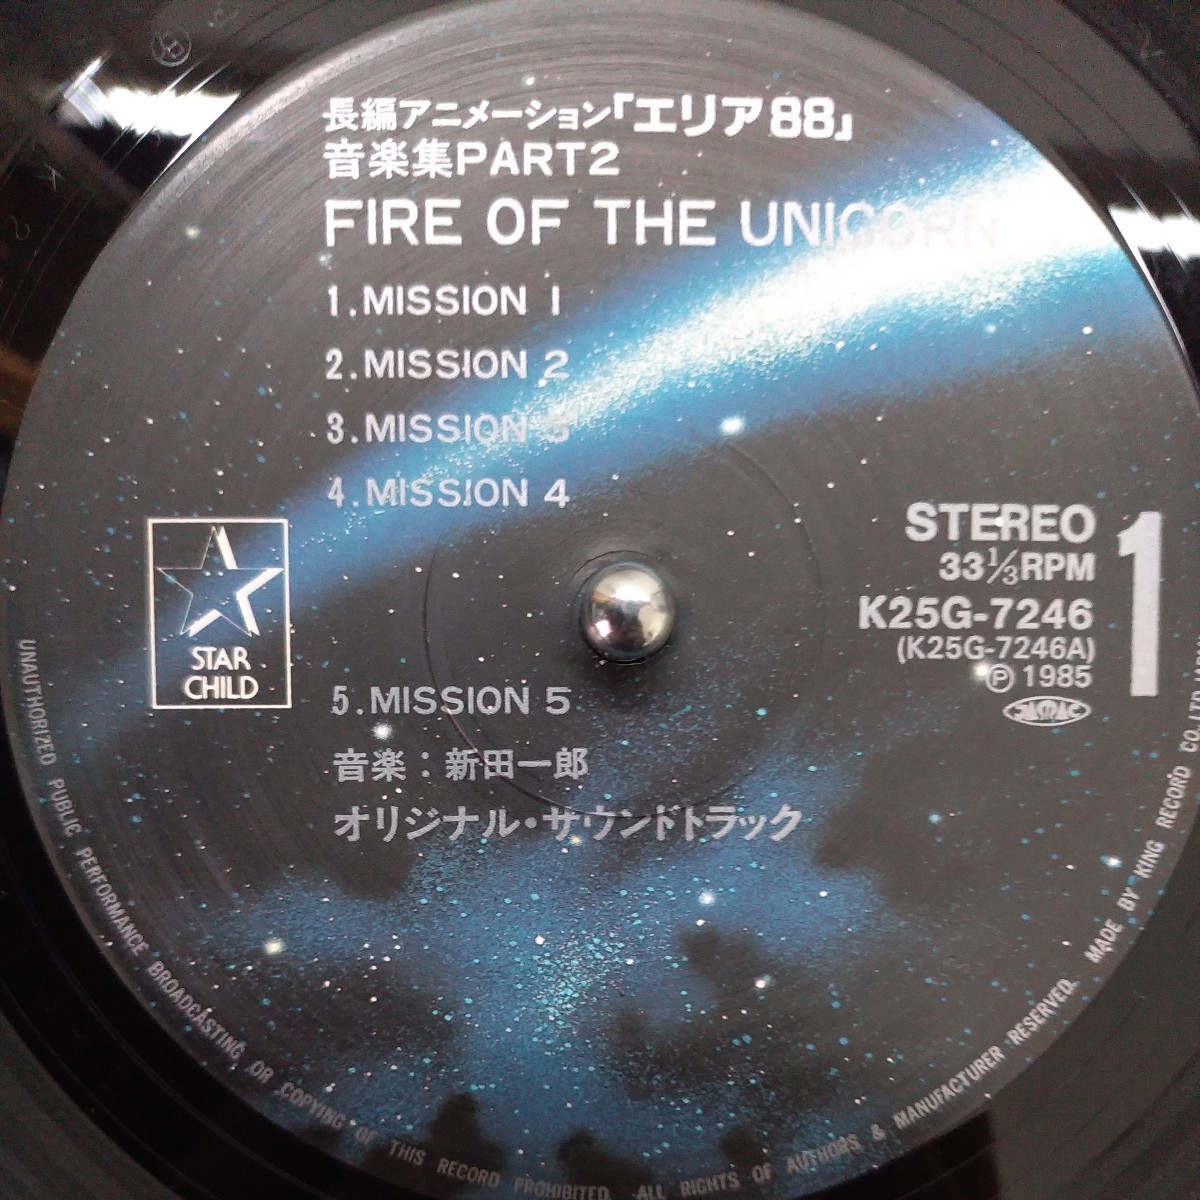 長編アニメーション「エリア88」
音楽集PART2
FIRE OF THE UNICORN
1.MISSION 1
2.MISSION 2
3.MISSION 3
4.MISSION 4
STAR
CHILD
STEREO
33⅓RPM
K25G-7246
(K25G-7246A)
Ⓟ 1985
1
5.MISSION 5
音楽：新田一郎
オリジナル・サウンドトラック
UNAUTHORIZED PUBLIC PERFORMANCE BROADCASTING OR COPYING OF THIS RECORD PROHIBITED. ALL RIGHTS OF AUTHORS & MANUFACTURER RESERVED. MADE BY KING RECORD CO. LTD.